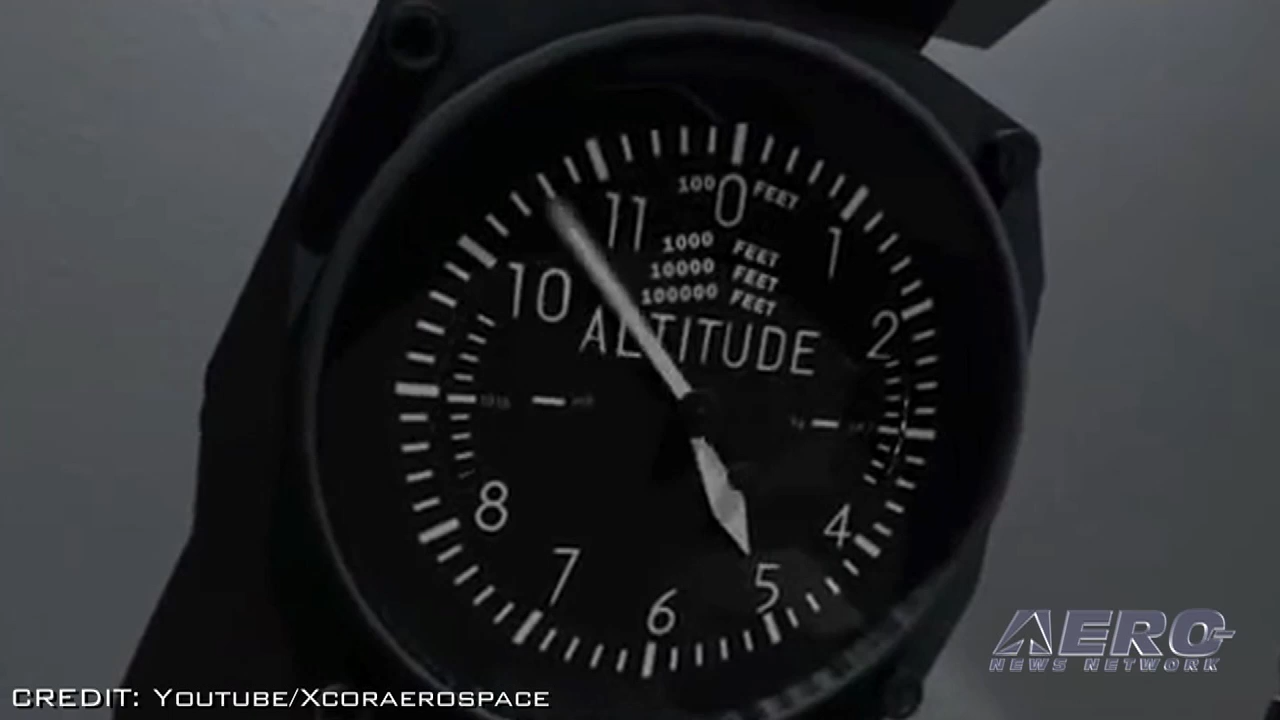 100 0 FEET
11
1
1000 FEET
10000 FEET
10
100000 FEET
2
ALTITUDE
8
4
7
5
6
AERO
NEWS NETWORK
CREDIT: YOUTUBE/XCORAEROSPACE